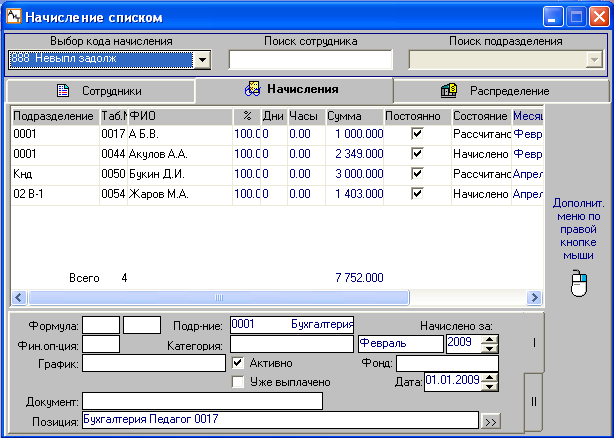 Начисление списком
Выбор кода начисления Поиск сотрудника Поиск подразделения
888 Невыпл задолж
Сотрудники Начисления Распределение
Подразделение Таб.N ФИО % Дни Часы Сумма Постоянно Состояние Месяц
0001 0017 А Б.В. 100.0 0 0.00 1 000.000 Рассчитано Февр
0001 0044 Акулов А.А. 100.0 0 0.00 2 349.000 Начислено Февр
Кнд 0050 Букин Д.И. 100.0 0 0.00 3 000.000 Рассчитано Апрел
02 В-1 0054 Жаров М.А. 100.0 0 0.00 1 403.000 Начислено Апрел
Всего 4 7 752.000
Дополнит.
меню по
правой
кнопке
мыши
Формула: Подр-ние: 0001 Бухгалтерия Начислено за:
Фин.оп-ция: Категория: Февраль 2009
График: Активно Фонд:
Уже выплачено Дата: 01.01.2009
Документ:
Позиция: Бухгалтерия Педагог 0017 >>
I
II